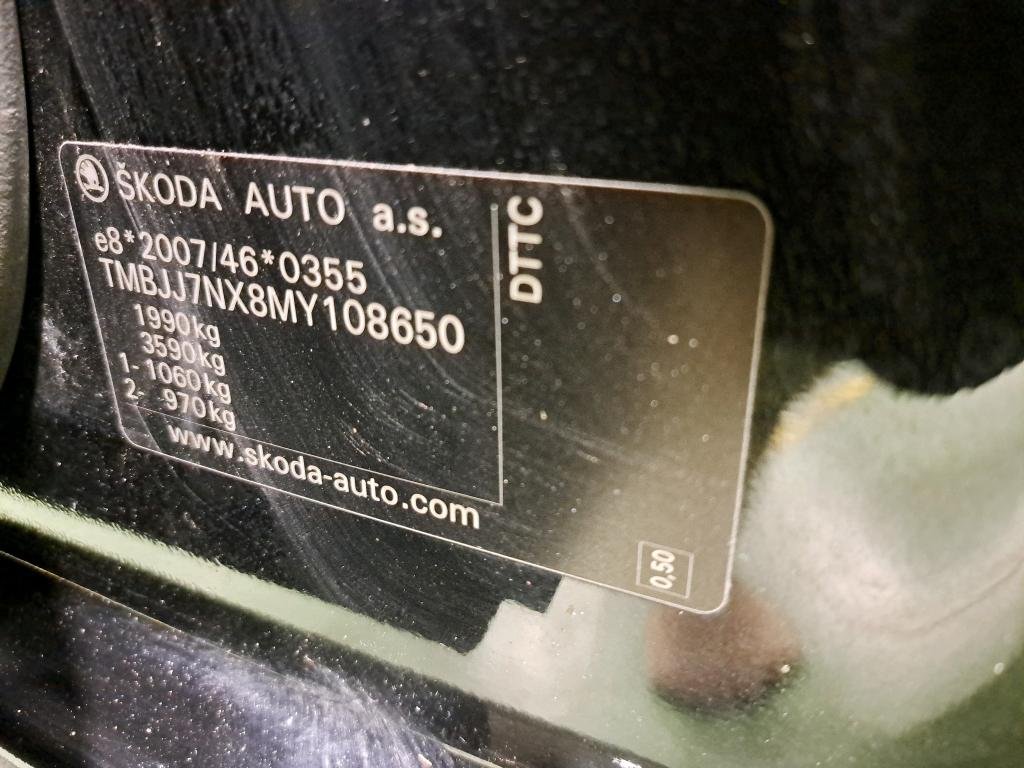 ŠKODA AUTO a.s.
e8*2007/46*0355
TMBJJ7NX8MY108650
1990kg
3590kg
1- 1060kg
2- 970kg
www.skoda-auto.com
DTTC
0,50